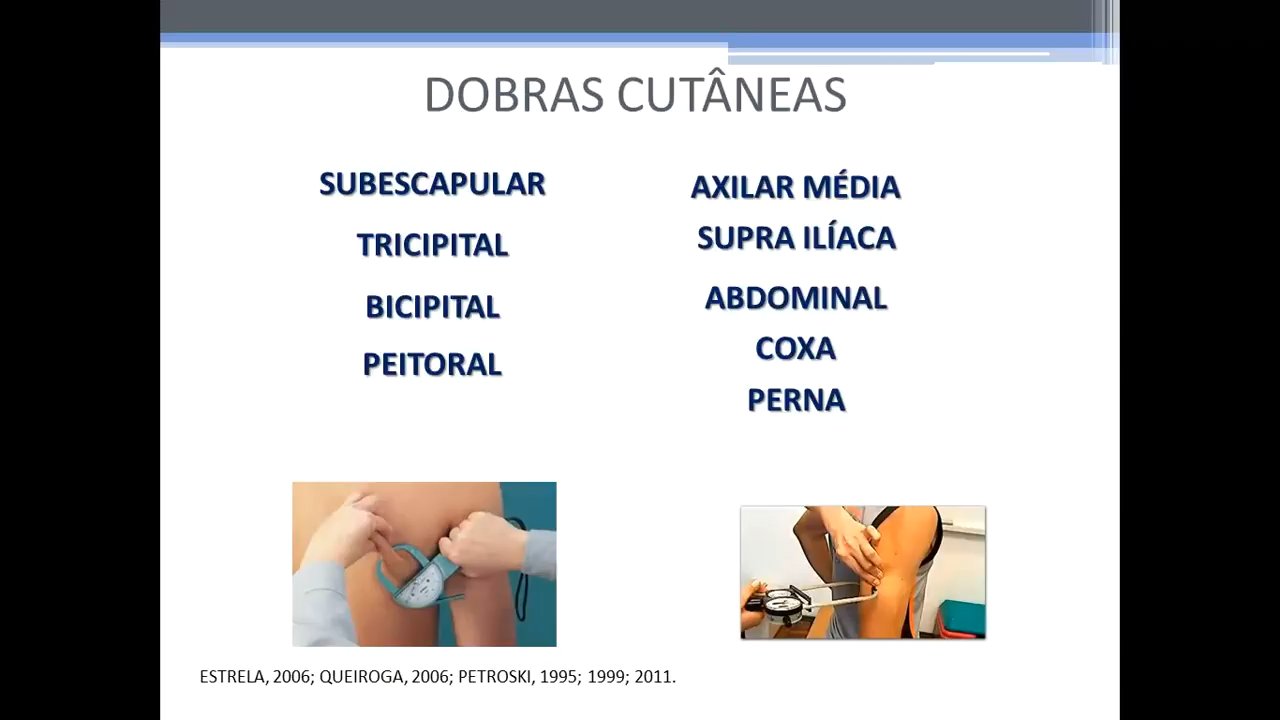 DOBRAS CUTÂNEAS
SUBESCAPULAR
TRICIPITAL
BICIPITAL
PEITORAL
AXILAR MÉDIA
SUPRA ILÍACA
ABDOMINAL
COXA
PERNA
ESTRELA, 2006; QUEIROGA, 2006; PETROSKI, 1995; 1999; 2011.